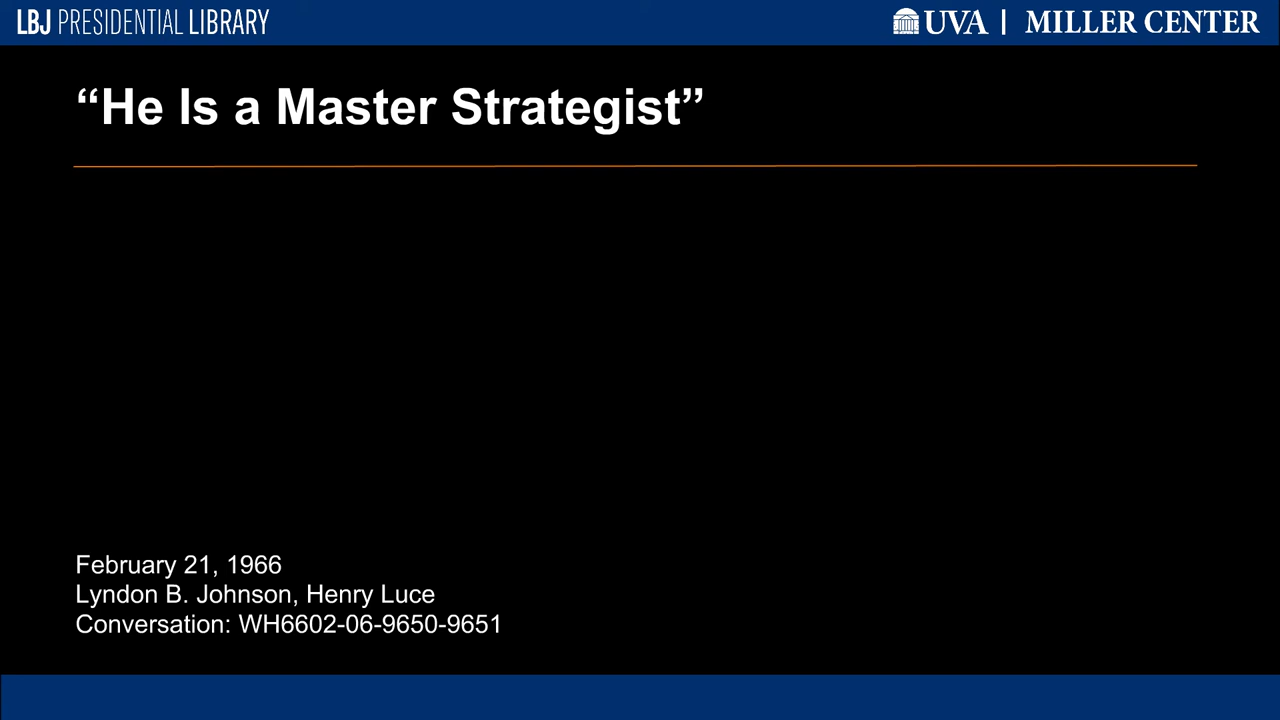 LBJ PRESIDENTIAL LIBRARY
UVA | MILLER CENTER
“He Is a Master Strategist”
February 21, 1966
Lyndon B. Johnson, Henry Luce
Conversation: WH6602-06-9650-9651